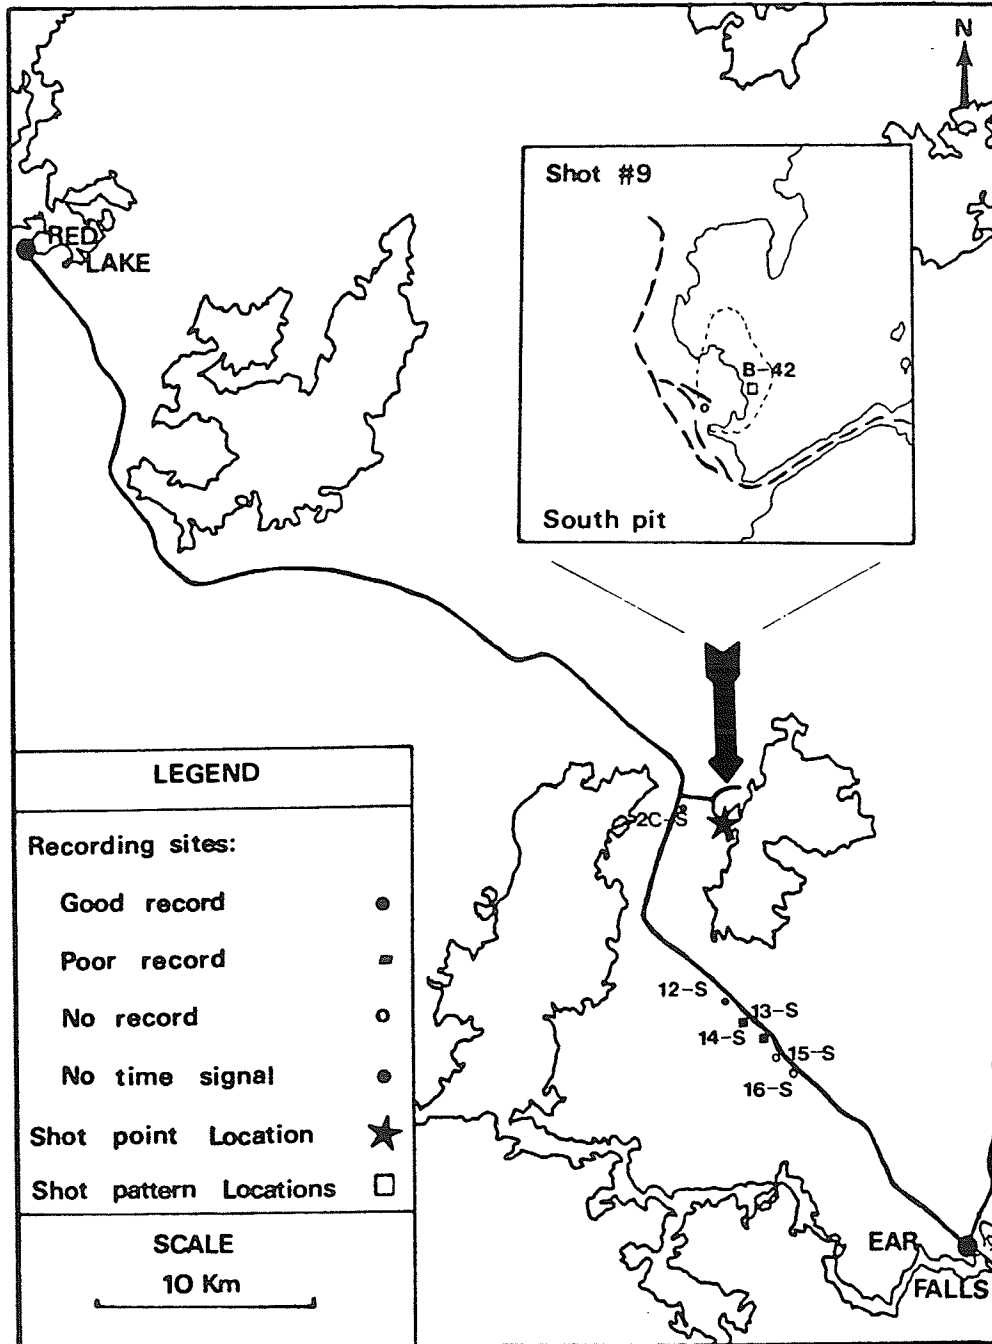 N
Shot #9
B-42
South pit
RED
LAKE
2C-S
12-S
13-S
14-S
15-S
16-S
EAR
FALLS
LEGEND
Recording sites:
Good record
Poor record
No record
No time signal
Shot point Location
Shot pattern Locations
SCALE
10 Km